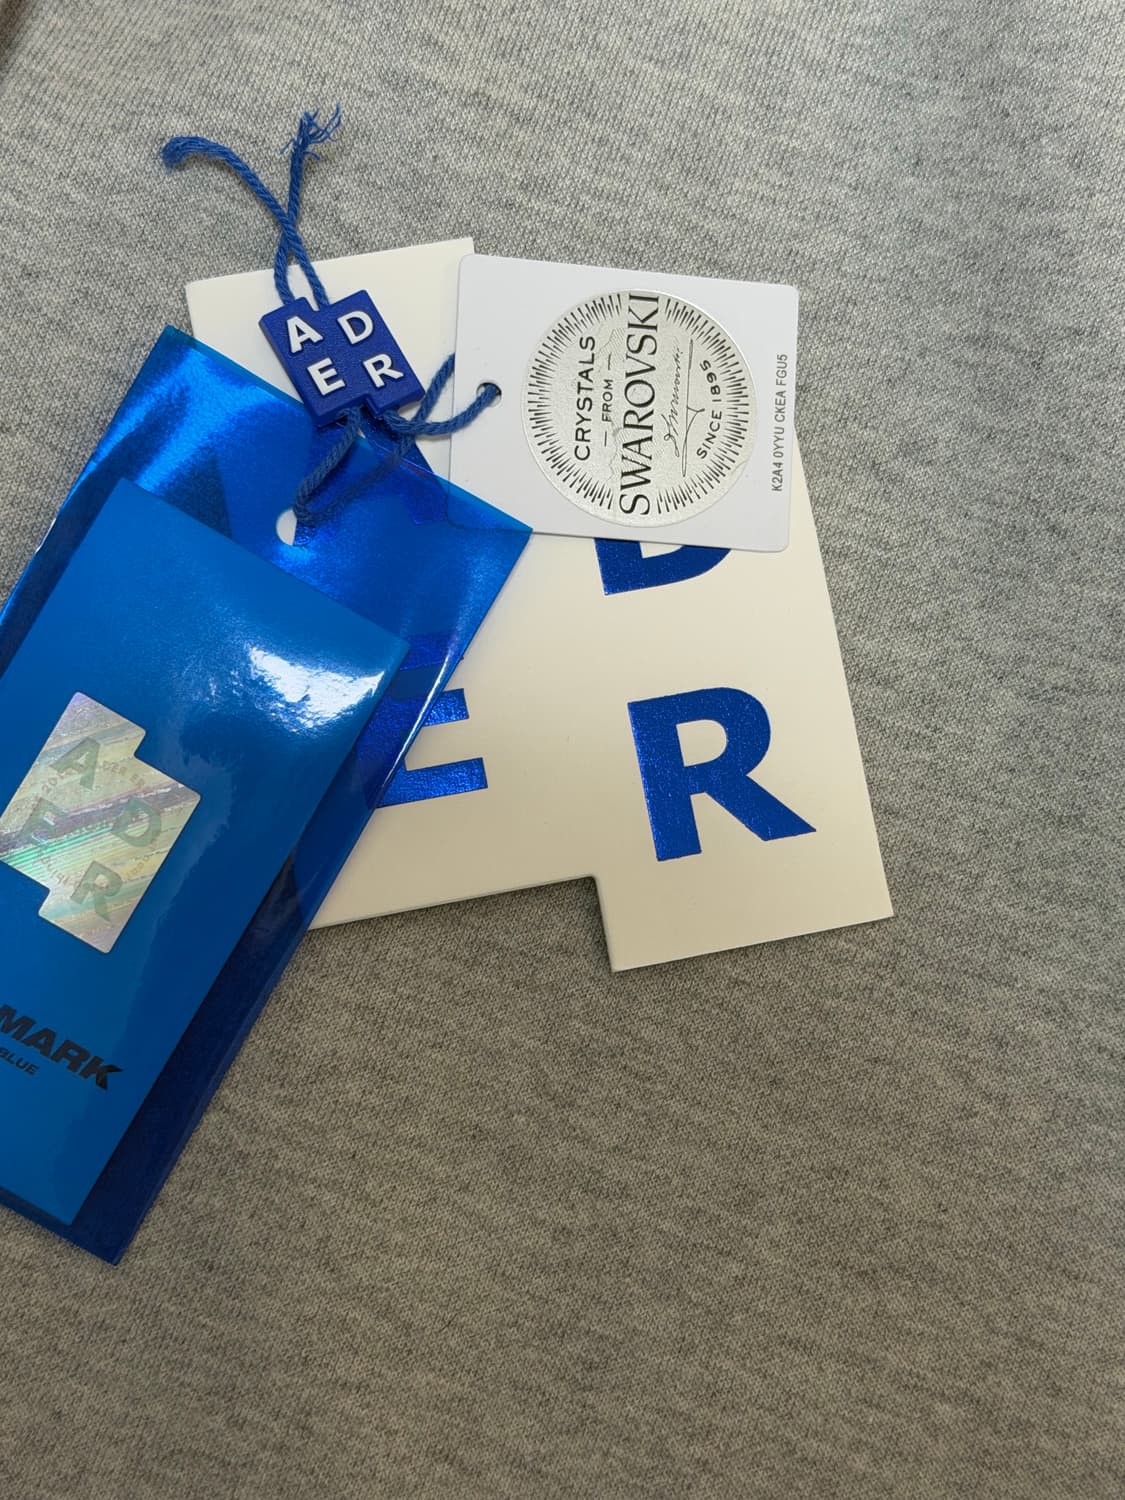 A D
E R
CRYSTALS
FROM
SWAROVSKI
SINCE 1895
K2A4 0YYU CKEA FGU5
D
E
R
A
D
E
R
MARK
BLUE